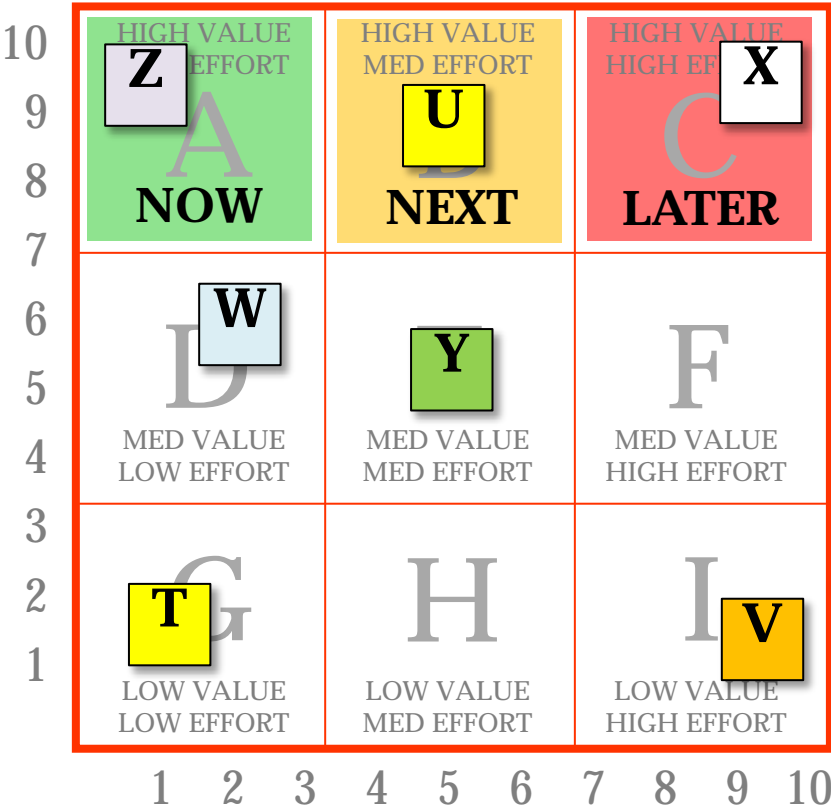 10
HIGH VALUE
HIGH VALUE
HIGH VALUE
EFFORT
MED EFFORT
HIGH EF
Z
U
X
9
A
C
8
NOW
NEXT
LATER
7
6
W
D
Y
F
5
4
MED VALUE
LOW EFFORT
MED VALUE
MED EFFORT
MED VALUE
HIGH EFFORT
3
2
T
G
H
I
V
1
LOW VALUE
LOW EFFORT
LOW VALUE
MED EFFORT
LOW VALUE
HIGH EFFORT
1 2 3 4 5 6 7 8 9 10